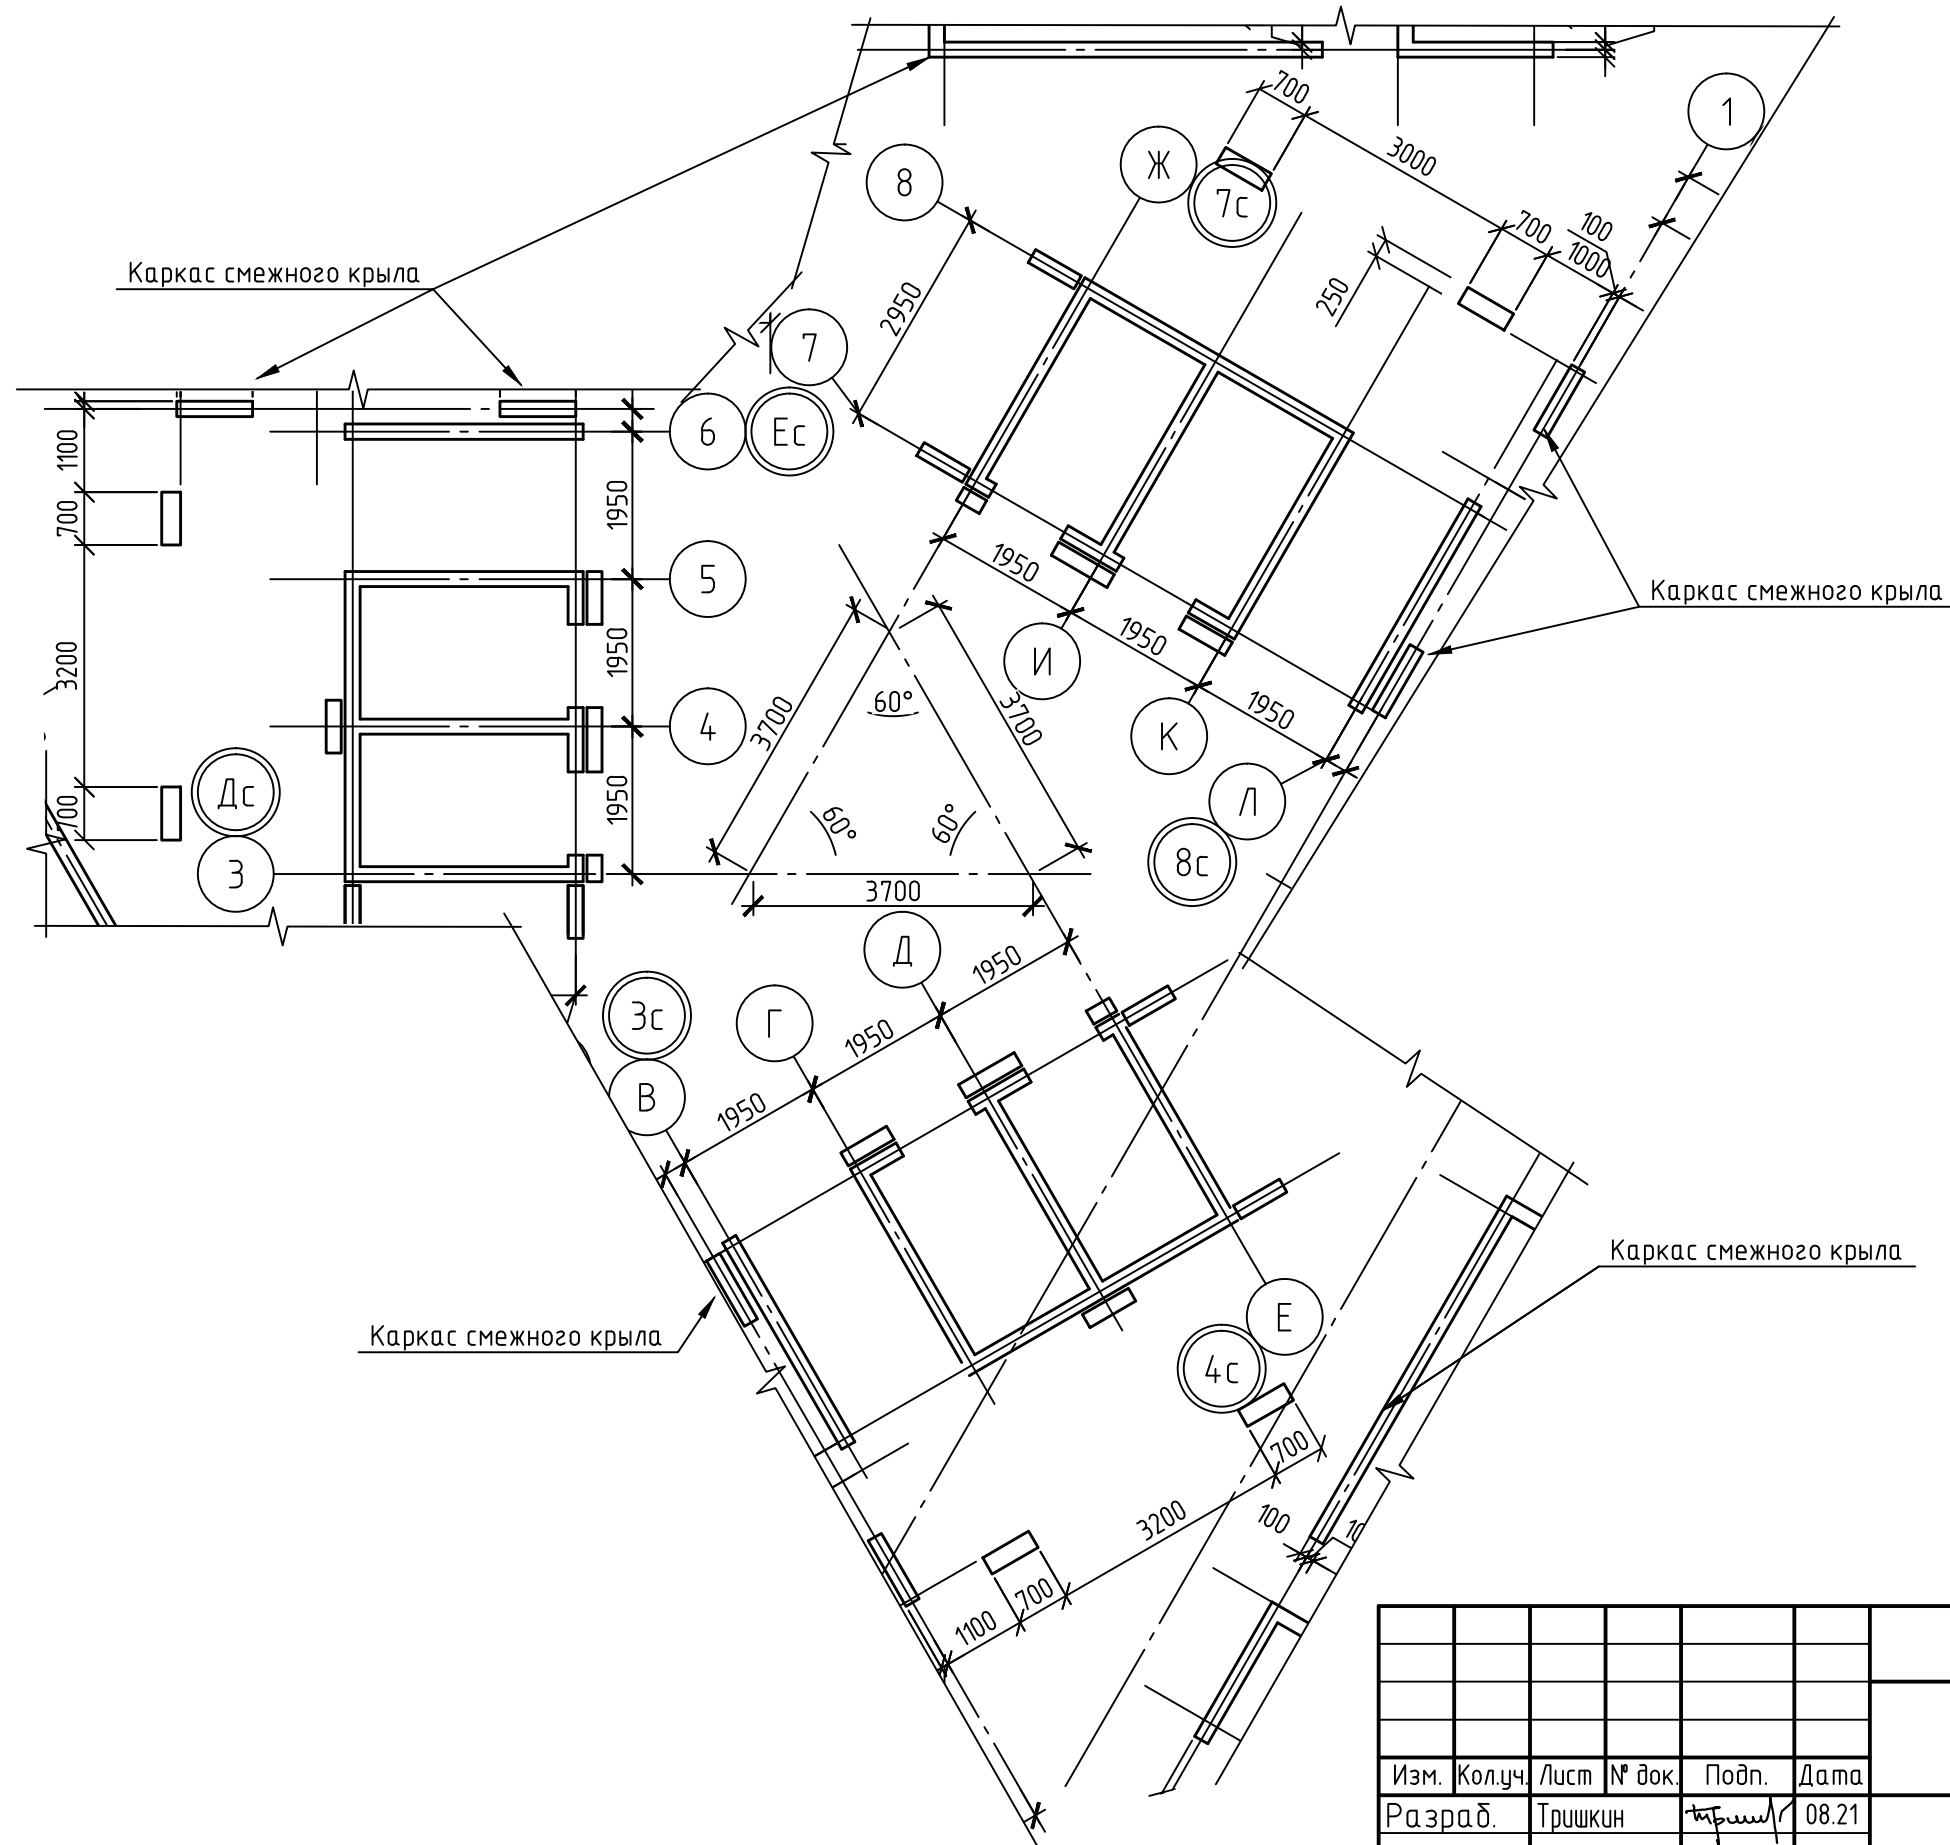 700
3000
1
Ж
7с
8
700
100
1000
250
2950
Каркас смежного крыла
7
6
Ес
1100
700
3200
700
1950
1950
1950
5
4
Дс
3
1950
1950
1950
Каркас смежного крыла
И
К
Л
8с
3700
3700
3700
60°
60°
60°
Д
Г
3с
В
1950
1950
1950
Каркас смежного крыла
Каркас смежного крыла
Е
4с
700
3200
100
700
1100
Изм. Кол.уч. Лист № док. Подп. Дата
Разраб. Тришкин 08.21